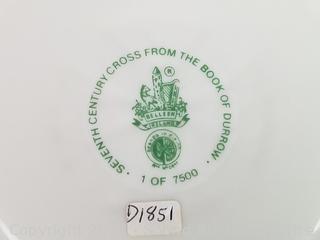 · SEVENTH CENTURY CROSS FROM THE BOOK OF DURROW ·
®
BELLEEK
IRELAND
1 OF 7500
D1851